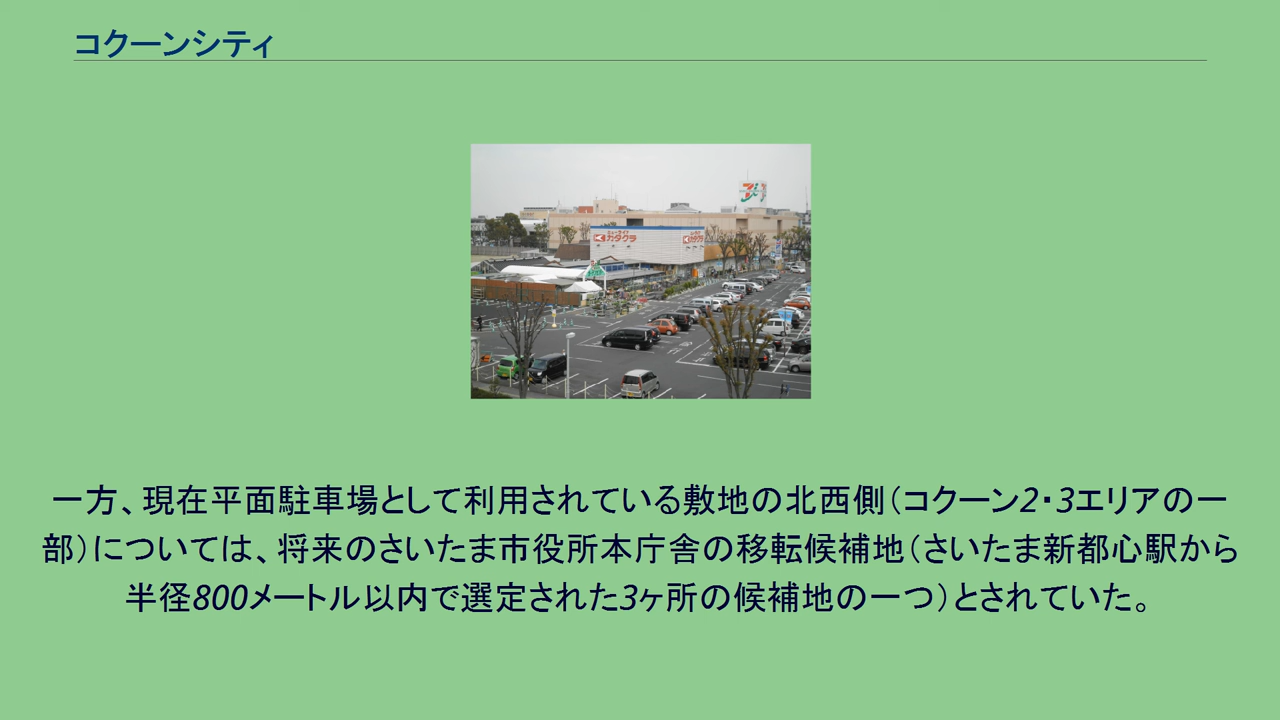 コクーンシティ
カタクラ
一方、現在平面駐車場として利用されている敷地の北西側（コクーン2・3エリアの一
部）については、将来のさいたま市役所本庁舎の移転候補地（さいたま新都心駅から
半径800メートル以内で選定された3ヶ所の候補地の一つ）とされていた。